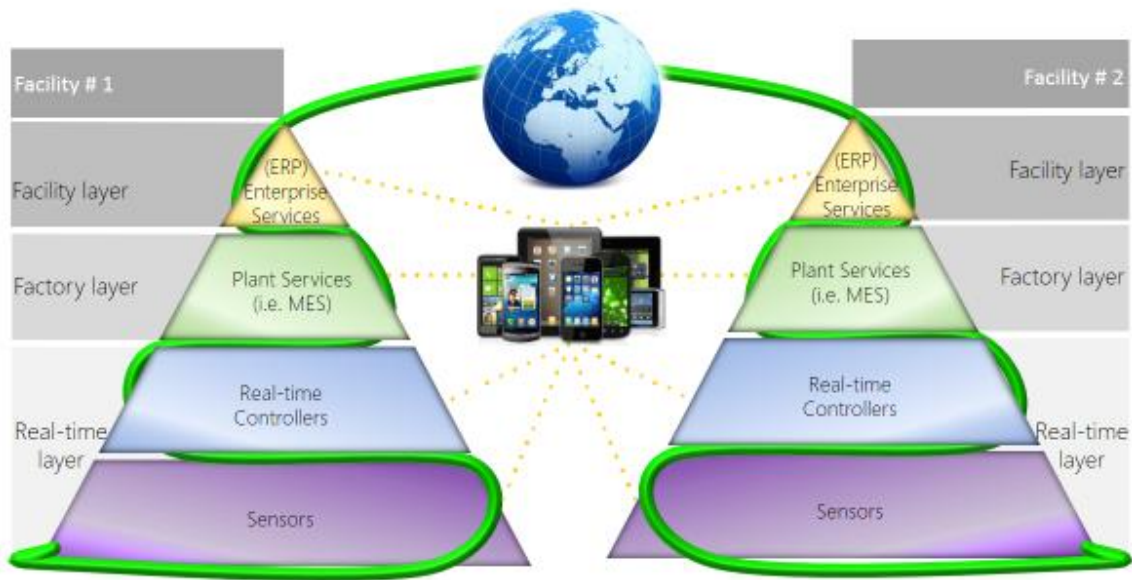 Facility # 1
Facility # 2
Facility layer
(ERP)
Enterprise
Services
(ERP)
Enterprise
Services
Facility layer
Factory layer
Plant Services
(i.e. MES)
Plant Services
(i.e. MES)
Factory layer
Real-time
layer
Real-time
Controllers
Real-time
Controllers
Real-time
layer
Sensors
Sensors